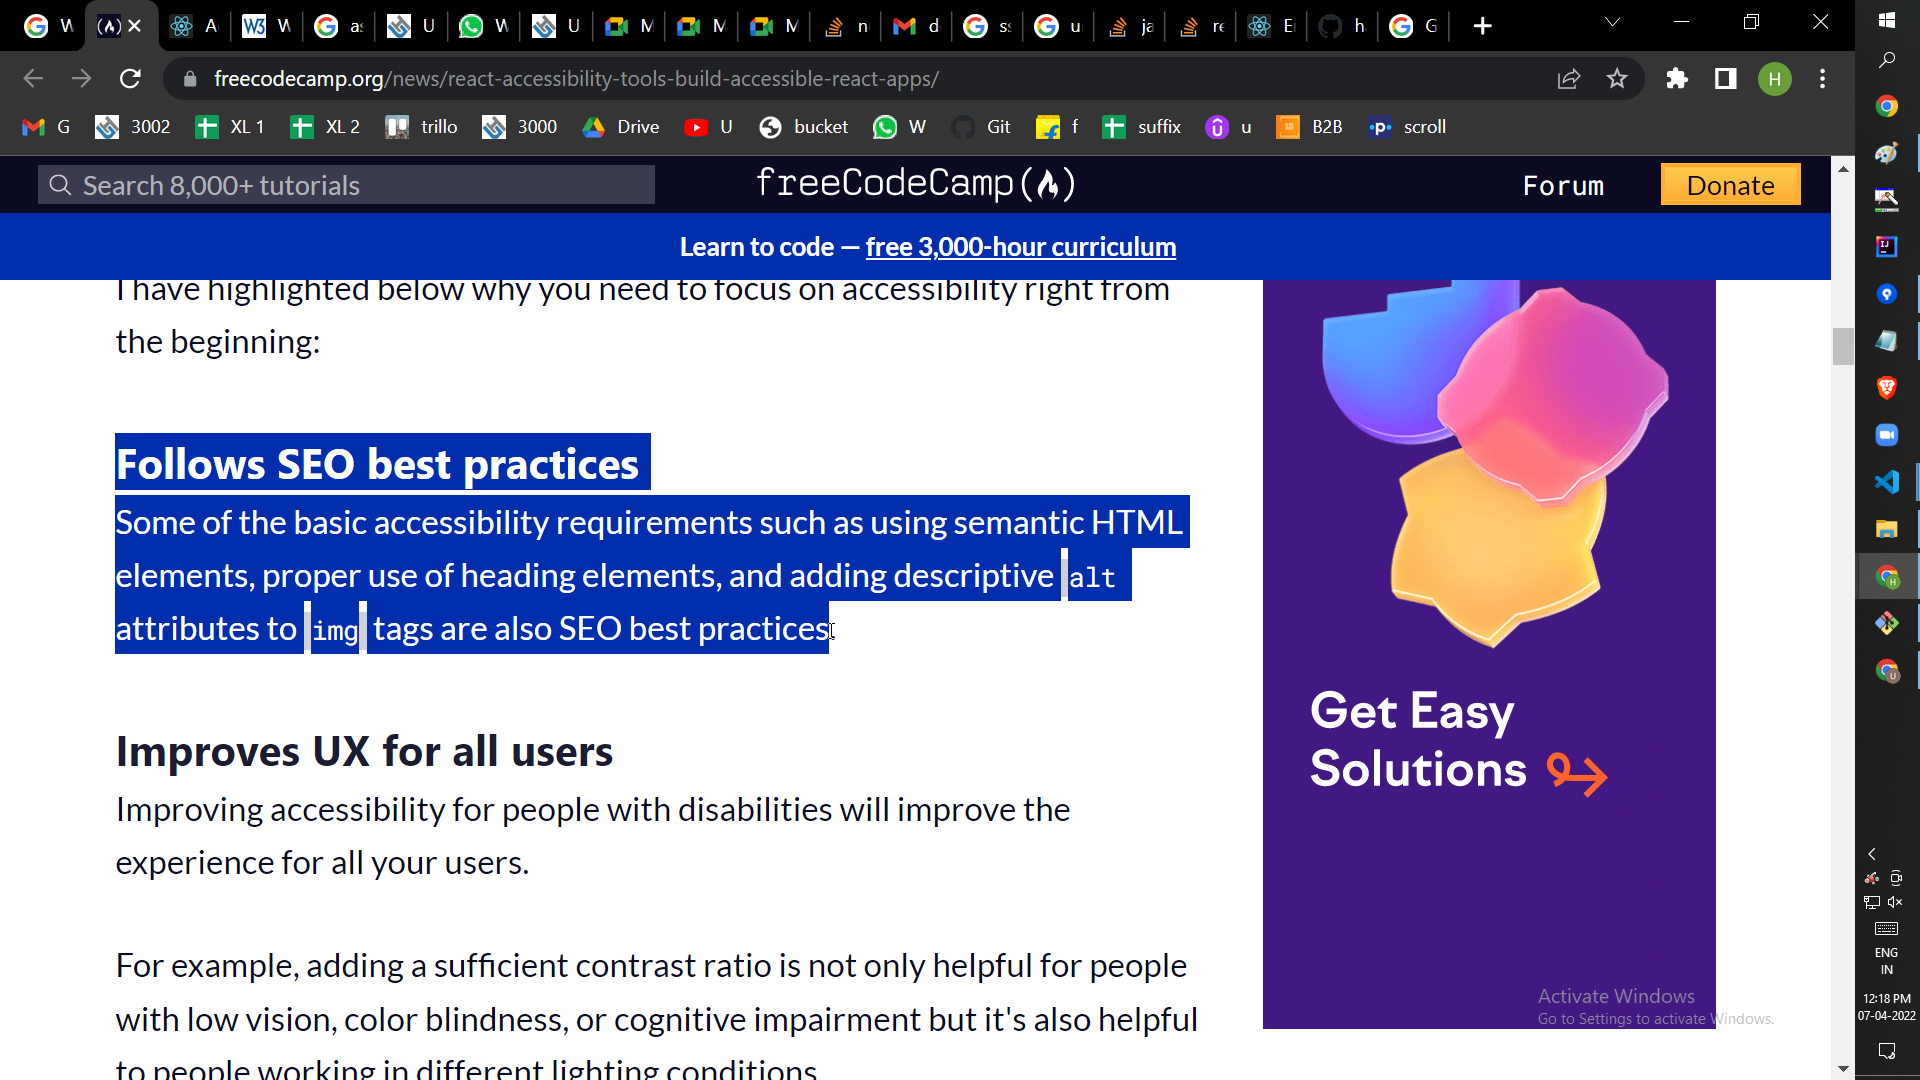 W
A
W3 W
as
U
W
U
M
M
M
n
d
ss
u
ja
re
El
h
G
freecodecamp.org/news/react-accessibility-tools-build-accessible-react-apps/
H
G
3002
XL 1
XL 2
trillo
3000
Drive
U
bucket
W
Git
f
suffix
u
B2B
scroll
Search 8,000+ tutorials
freeCodeCamp
Forum
Donate
Learn to code — free 3,000-hour curriculum
I have highlighted below why you need to focus on accessibility right from
the beginning:
Follows SEO best practices
Some of the basic accessibility requirements such as using semantic HTML
elements, proper use of heading elements, and adding descriptive alt
attributes to img tags are also SEO best practices
Improves UX for all users
Improving accessibility for people with disabilities will improve the
experience for all your users.
For example, adding a sufficient contrast ratio is not only helpful for people
with low vision, color blindness, or cognitive impairment but it's also helpful
to people working in different lighting conditions.
Get Easy
Solutions
Activate Windows
Go to Settings to activate Windows.
ENG
IN
12:18 PM
07-04-2022